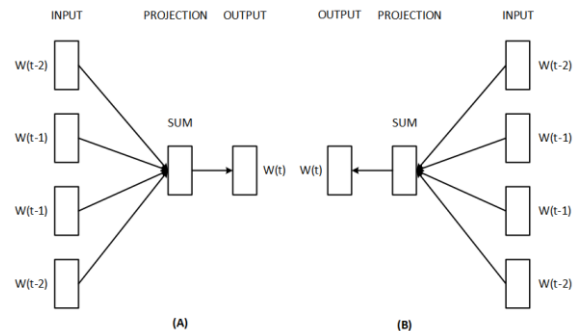 INPUT PROJECTION OUTPUT
W(t-2)
W(t-1)
SUM
W(t)
W(t-1)
W(t-2)
(A)
OUTPUT PROJECTION INPUT
W(t-2)
SUM
W(t-1)
W(t)
W(t-1)
W(t-2)
(B)